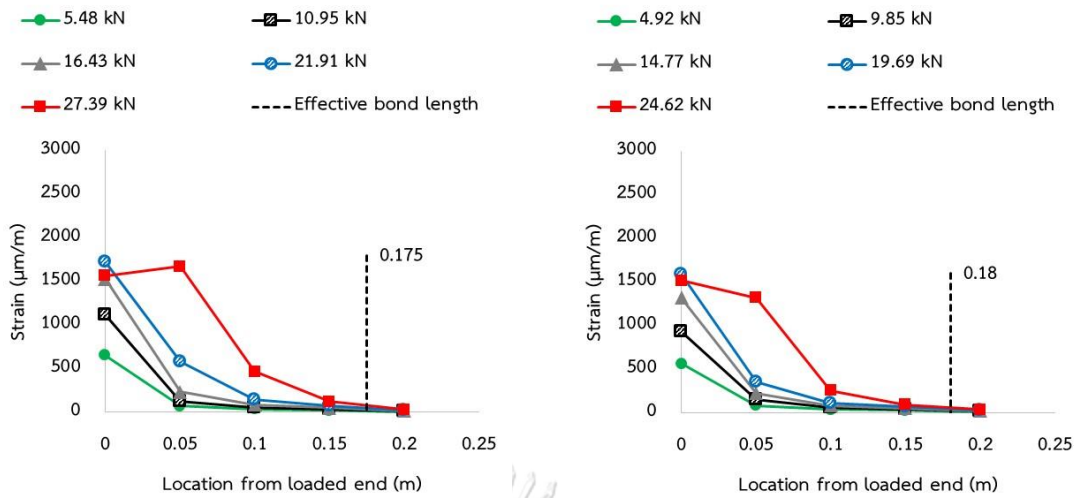 5.48 kN
10.95 kN
16.43 kN
21.91 kN
27.39 kN
Effective bond length
3000
2500
2000
1500
1000
500
0
Strain (µm/m)
0.175
0
0.05
0.1
0.15
0.2
0.25
Location from loaded end (m)
4.92 kN
9.85 kN
14.77 kN
19.69 kN
24.62 kN
Effective bond length
3000
2500
2000
1500
1000
500
0
Strain (µm/m)
0.18
0
0.05
0.1
0.15
0.2
0.25
Location from loaded end (m)